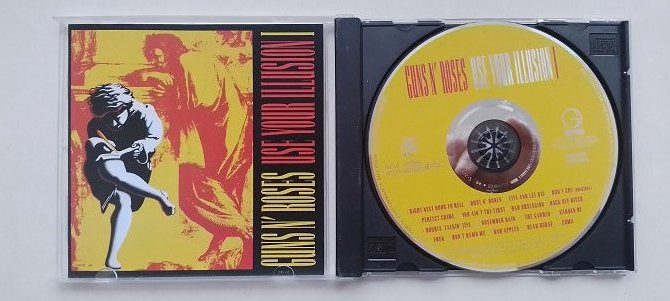 GUNS N' ROSES USE YOUR ILLUSION I
GUNS N' ROSES USE YOUR ILLUSION I
RIGHT NEXT DOOR TO HELL DUST N' BONES LIVE AND LET DIE DON'T CRY (ORIGINAL)
PERFECT CRIME YOU AIN'T THE FIRST BAD OBSESSION BACK OFF BITCH
DOUBLE TALKIN' JIVE NOVEMBER RAIN THE GARDEN GARDEN OF
EDEN DON'T DAMN ME BAD APPLES DEAD HORSE COMA